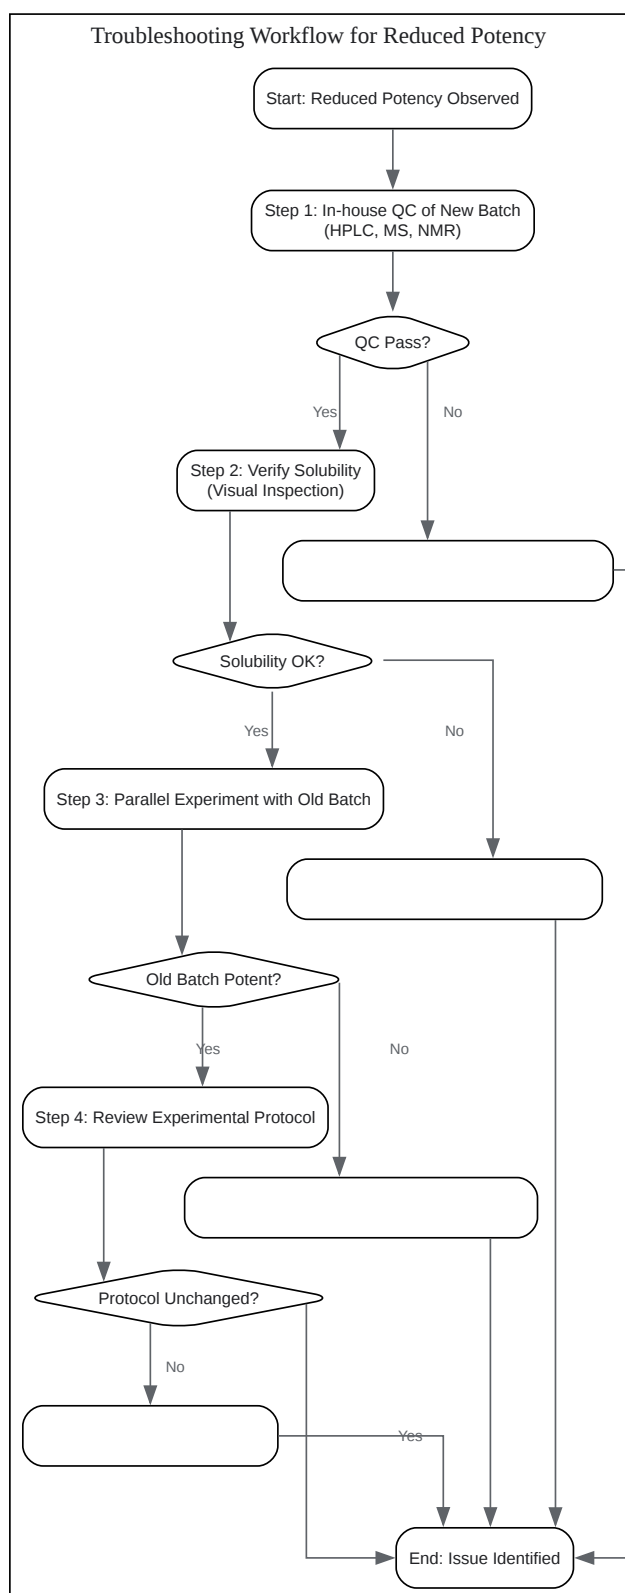 Troubleshooting Workflow for Reduced Potency
Start: Reduced Potency Observed
Step 1: In-house QC of New Batch
(HPLC, MS, NMR)
QC Pass?
Yes
No
Step 2: Verify Solubility
(Visual Inspection)
Solubility OK?
Yes
No
Step 3: Parallel Experiment with Old Batch
Old Batch Potent?
Yes
No
Step 4: Review Experimental Protocol
Protocol Unchanged?
No
Yes
End: Issue Identified